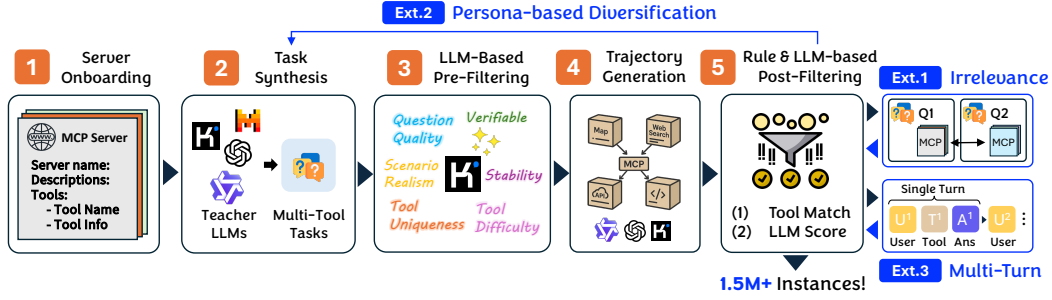 Ext.2 Persona-based Diversification
1 Server
Onboarding
2 Task
Synthesis
3 LLM-Based
Pre-Filtering
4 Trajectory
Generation
5 Rule & LLM-based
Post-Filtering
www
MCP Server
Server name:
Descriptions:
Tools:
- Tool Name
- Tool Info
K
Teacher
LLMs
??
Multi-Tool
Tasks
Question
Quality
Verifiable
Scenario
Realism
K
Stability
Tool
Uniqueness
Tool
Difficulty
Map
Web
Search
MCP
API
</>
K
(1) Tool Match
(2) LLM Score
1.5M+ Instances!
Ext.1 Irrelevance
?? Q1
MCP
?? Q2
MCP
Single Turn
U1 T1 A1 U2
User Tool Ans User
Ext.3 Multi-Turn